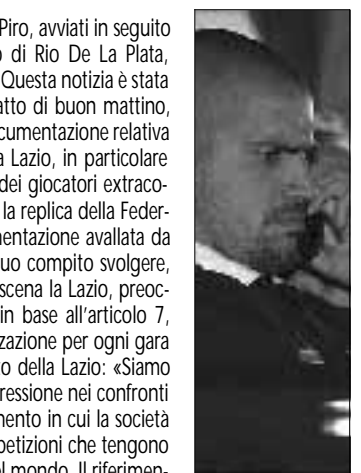 Piro, avviati in seguito
di Rio De La Plata,
Questa notizia è stata
atto di buon mattino,
cumentazione relativa
a Lazio, in particolare
dei giocatori extraco-
la replica della Feder-
mentazione avallata da
uo compito svolgere,
scena la Lazio, preoc-
in base all'articolo 7,
zazione per ogni gara
to della Lazio: «Siamo
ressione nei confronti
mento in cui la società
petizioni che tengono
el mondo. Il riferimen-